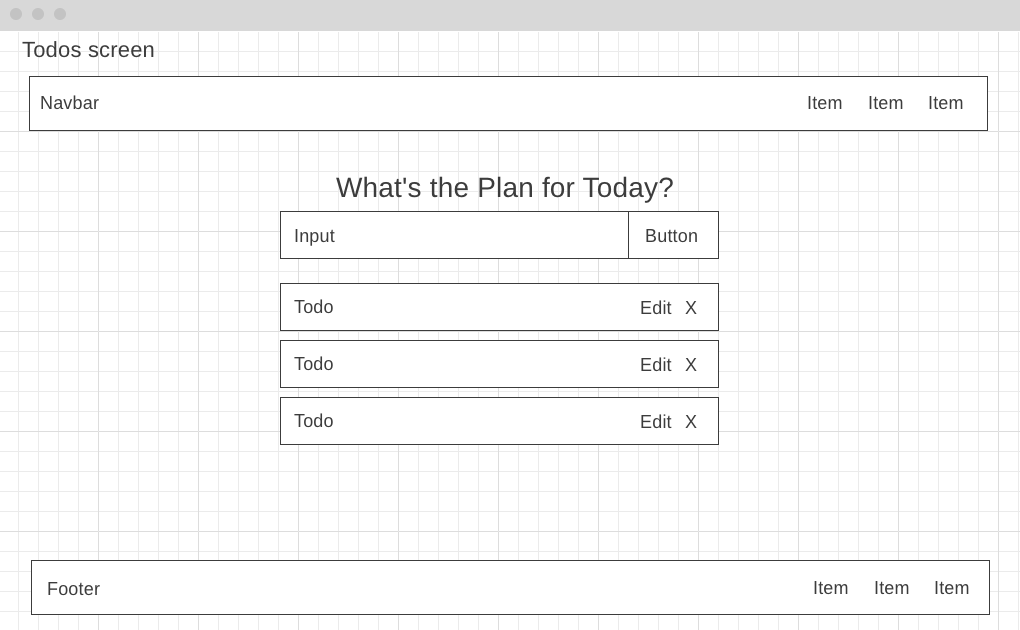 Todos screen
Navbar Item Item Item
What's the Plan for Today?
Input Button
Todo Edit X
Todo Edit X
Todo Edit X
Footer Item Item Item